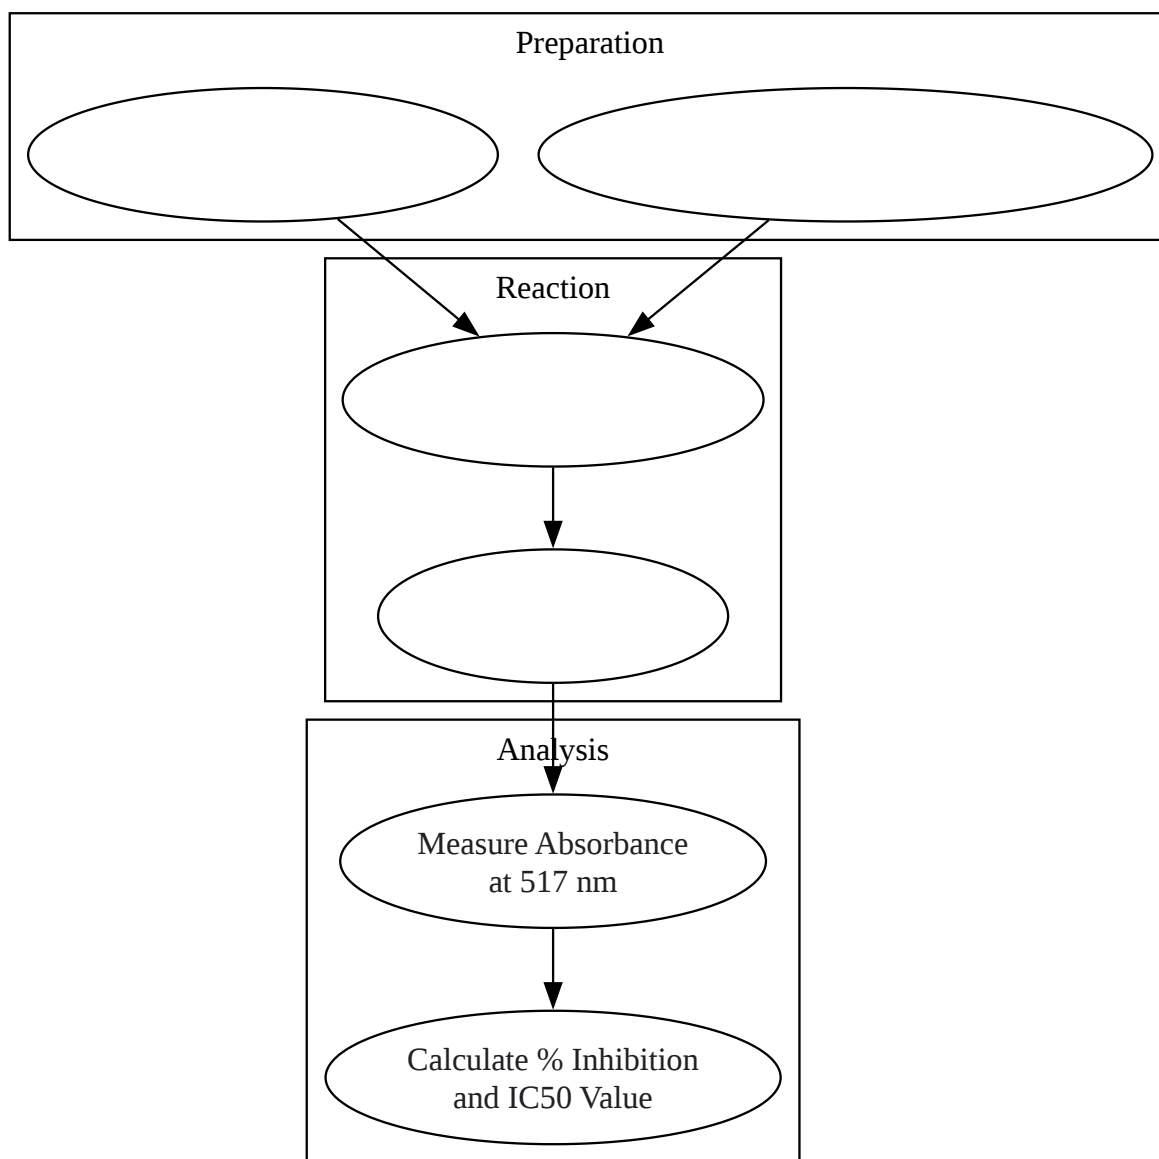 Preparation
Reaction
Analysis
Measure Absorbance
at 517 nm
Calculate % Inhibition
and IC50 Value